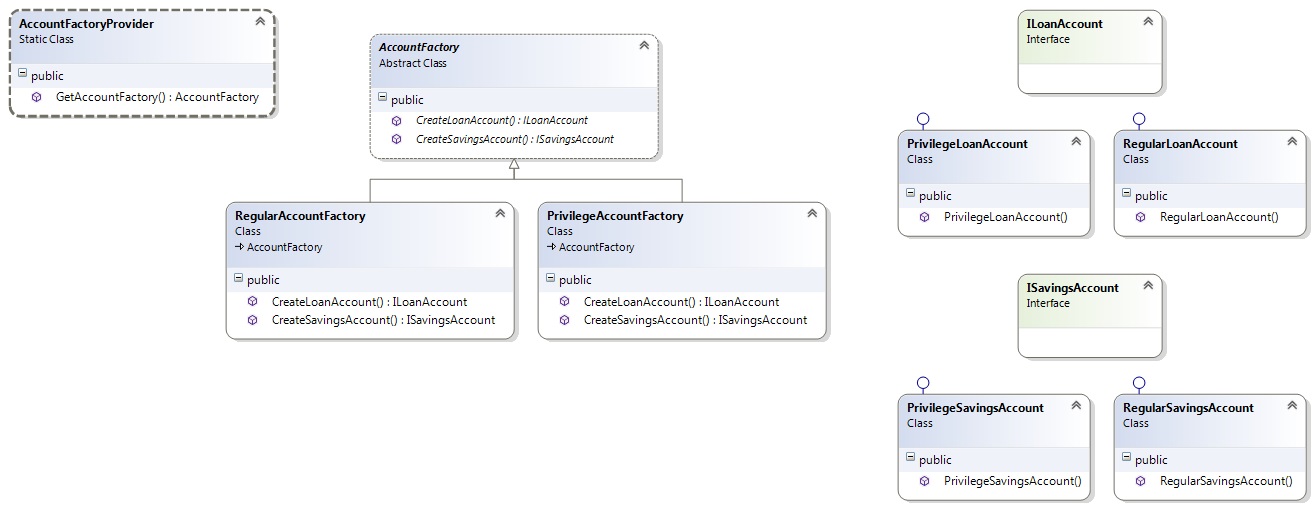 AccountFactoryProvider
Static Class
public
GetAccountFactory() : AccountFactory
AccountFactory
Abstract Class
public
CreateLoanAccount() : ILoanAccount
CreateSavingsAccount() : ISavingsAccount
RegularAccountFactory
Class
AccountFactory
public
CreateLoanAccount() : ILoanAccount
CreateSavingsAccount() : ISavingsAccount
PrivilegeAccountFactory
Class
AccountFactory
public
CreateLoanAccount() : ILoanAccount
CreateSavingsAccount() : ISavingsAccount
ILoanAccount
Interface
PrivilegeLoanAccount
Class
public
PrivilegeLoanAccount()
RegularLoanAccount
Class
public
RegularLoanAccount()
ISavingsAccount
Interface
PrivilegeSavingsAccount
Class
public
PrivilegeSavingsAccount()
RegularSavingsAccount
Class
public
RegularSavingsAccount()